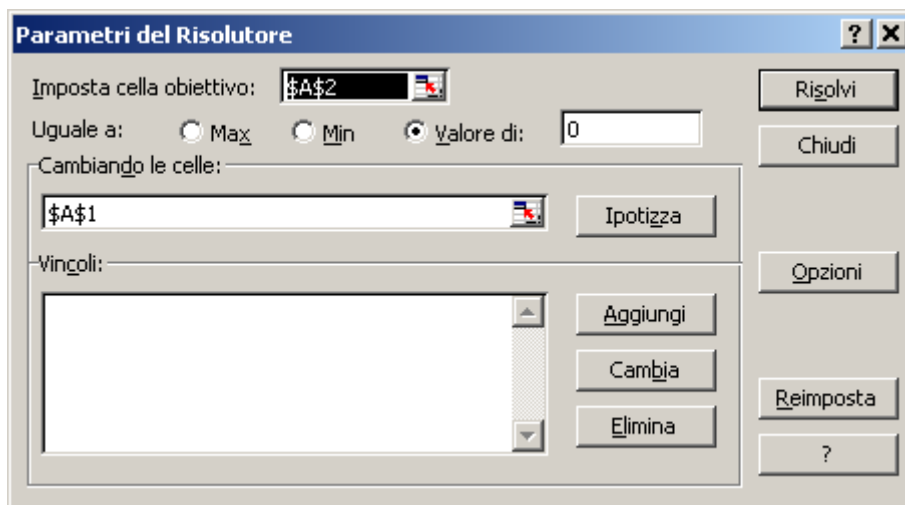 Parametri del Risolutore
?
Imposta cella obiettivo: $A$2
Risolvi
Uguale a: Max Min Valore di: 0
Chiudi
Cambiando le celle:
$A$1
Ipotizza
Vincoli:
Opzioni
Aggiungi
Cambia
Reimposta
Elimina
?